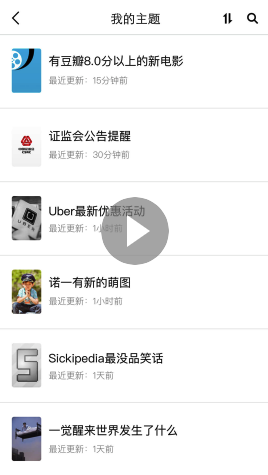 我的主题
有豆瓣8.0分以上的新电影
最近更新：15分钟前
证监会公告提醒
最近更新：30分钟前
Uber最新优惠活动
最近更新：1小时前
UBER
诺一有新的萌图
最近更新：1小时前
Sickipedia最没品笑话
最近更新：1天前
一觉醒来世界发生了什么
最近更新：1天前